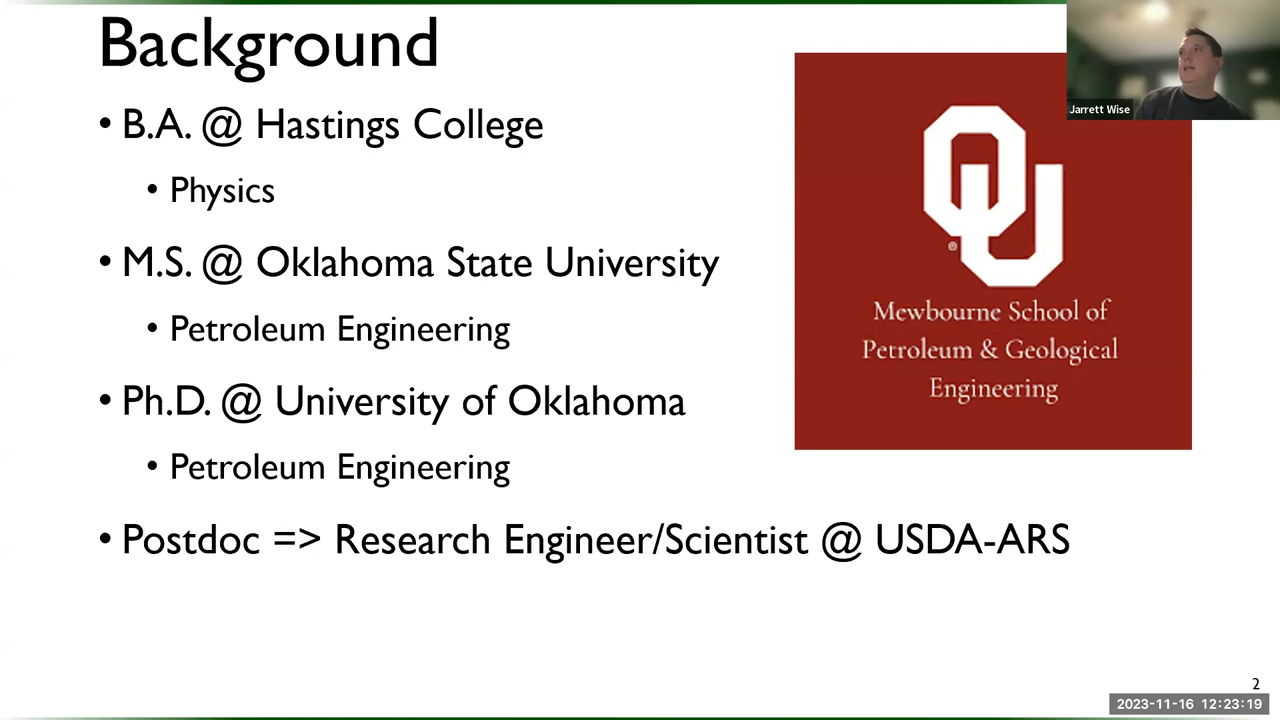 Background
• B.A. @ Hastings College
• Physics
• M.S. @ Oklahoma State University
• Petroleum Engineering
• Ph.D. @ University of Oklahoma
• Petroleum Engineering
• Postdoc => Research Engineer/Scientist @ USDA-ARS
OU
®
Mewbourne School of
Petroleum & Geological
Engineering
Jarrett Wise
2
2023-11-16 12:23:19